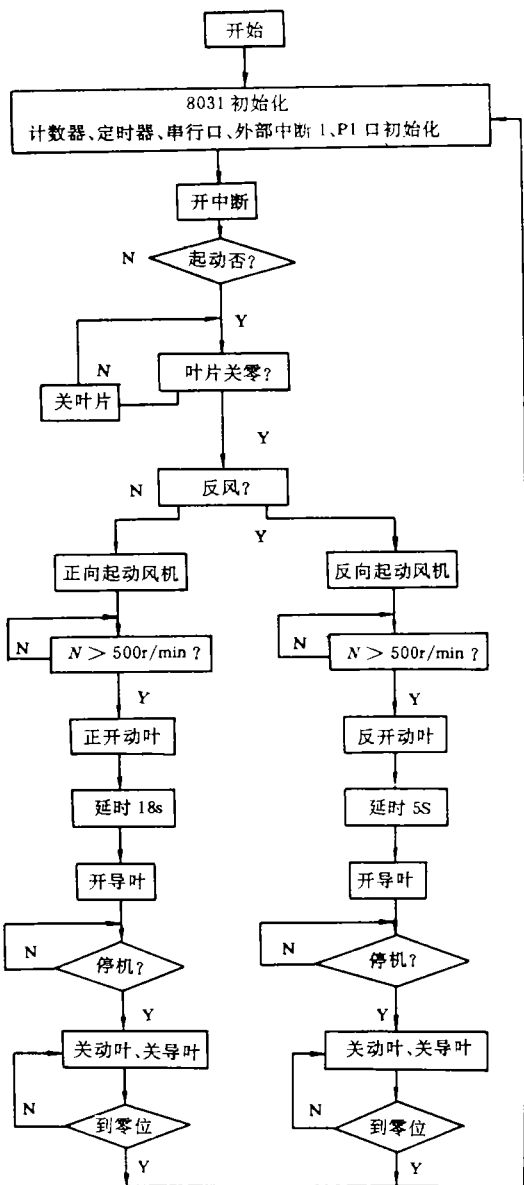 开始
8031 初始化
计数器、定时器、串行口、外部中断 1、P1 口初始化
开中断
N
起动否?
Y
N
叶片关零?
关叶片
Y
N
反风?
Y
正向起动风机
反向起动风机
N
N > 500r/min ?
N
N > 500r/min ?
Y
Y
正开动叶
反开动叶
延时 18s
延时 5S
开导叶
开导叶
N
停机?
N
停机?
Y
Y
关动叶、关导叶
关动叶、关导叶
N
到零位
N
到零位
Y
Y